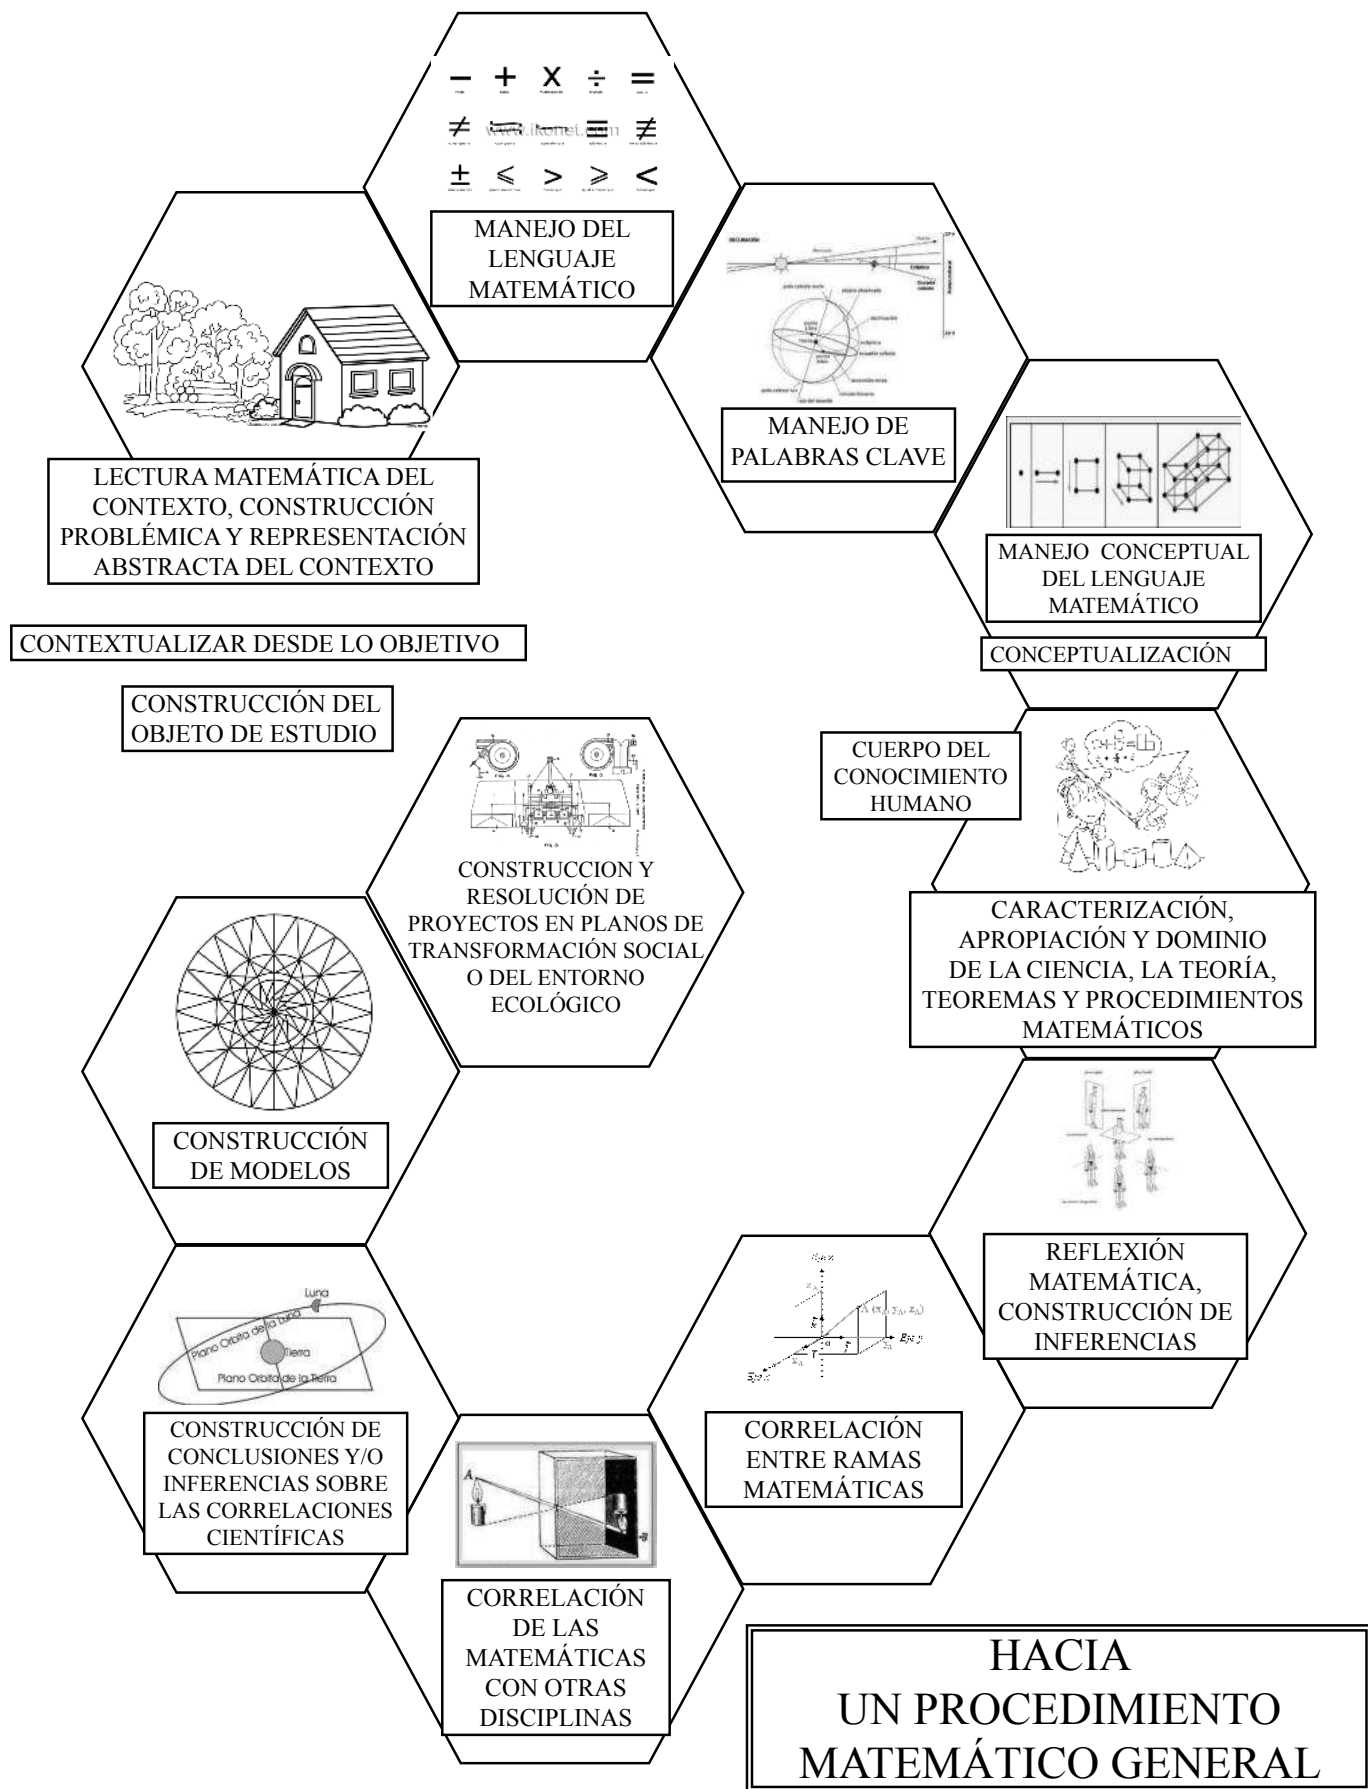 www.ikonet.com
MANEJO DEL
LENGUAJE
MATEMÁTICO
DECLINACIÓN
MANEJO DE
PALABRAS CLAVE
LECTURA MATEMÁTICA DEL
CONTEXTO, CONSTRUCCIÓN
PROBLÉMICA Y REPRESENTACIÓN
ABSTRACTA DEL CONTEXTO
MANEJO CONCEPTUAL
DEL LENGUAJE
MATEMÁTICO
CONTEXTUALIZAR DESDE LO OBJETIVO
CONCEPTUALIZACIÓN
CONSTRUCCIÓN DEL
OBJETO DE ESTUDIO
CUERPO DEL
CONOCIMIENTO
HUMANO
CONSTRUCCION Y
RESOLUCIÓN DE
PROYECTOS EN PLANOS DE
TRANSFORMACIÓN SOCIAL
O DEL ENTORNO
ECOLÓGICO
CARACTERIZACIÓN,
APROPIACIÓN Y DOMINIO
DE LA CIENCIA, LA TEORÍA,
TEOREMAS Y PROCEDIMIENTOS
MATEMÁTICOS
CONSTRUCCIÓN
DE MODELOS
REFLEXIÓN
MATEMÁTICA,
CONSTRUCCIÓN DE
INFERENCIAS
Luna
Plano Orbita de la Luna
Tierra
Plano Orbita de la Tierra
Eje y
CORRELACIÓN
ENTRE RAMAS
MATEMÁTICAS
CONSTRUCCIÓN DE
CONCLUSIONES Y/O
INFERENCIAS SOBRE
LAS CORRELACIONES
CIENTÍFICAS
A
B
CORRELACIÓN
DE LAS
MATEMÁTICAS
CON OTRAS
DISCIPLINAS
HACIA
UN PROCEDIMIENTO
MATEMÁTICO GENERAL